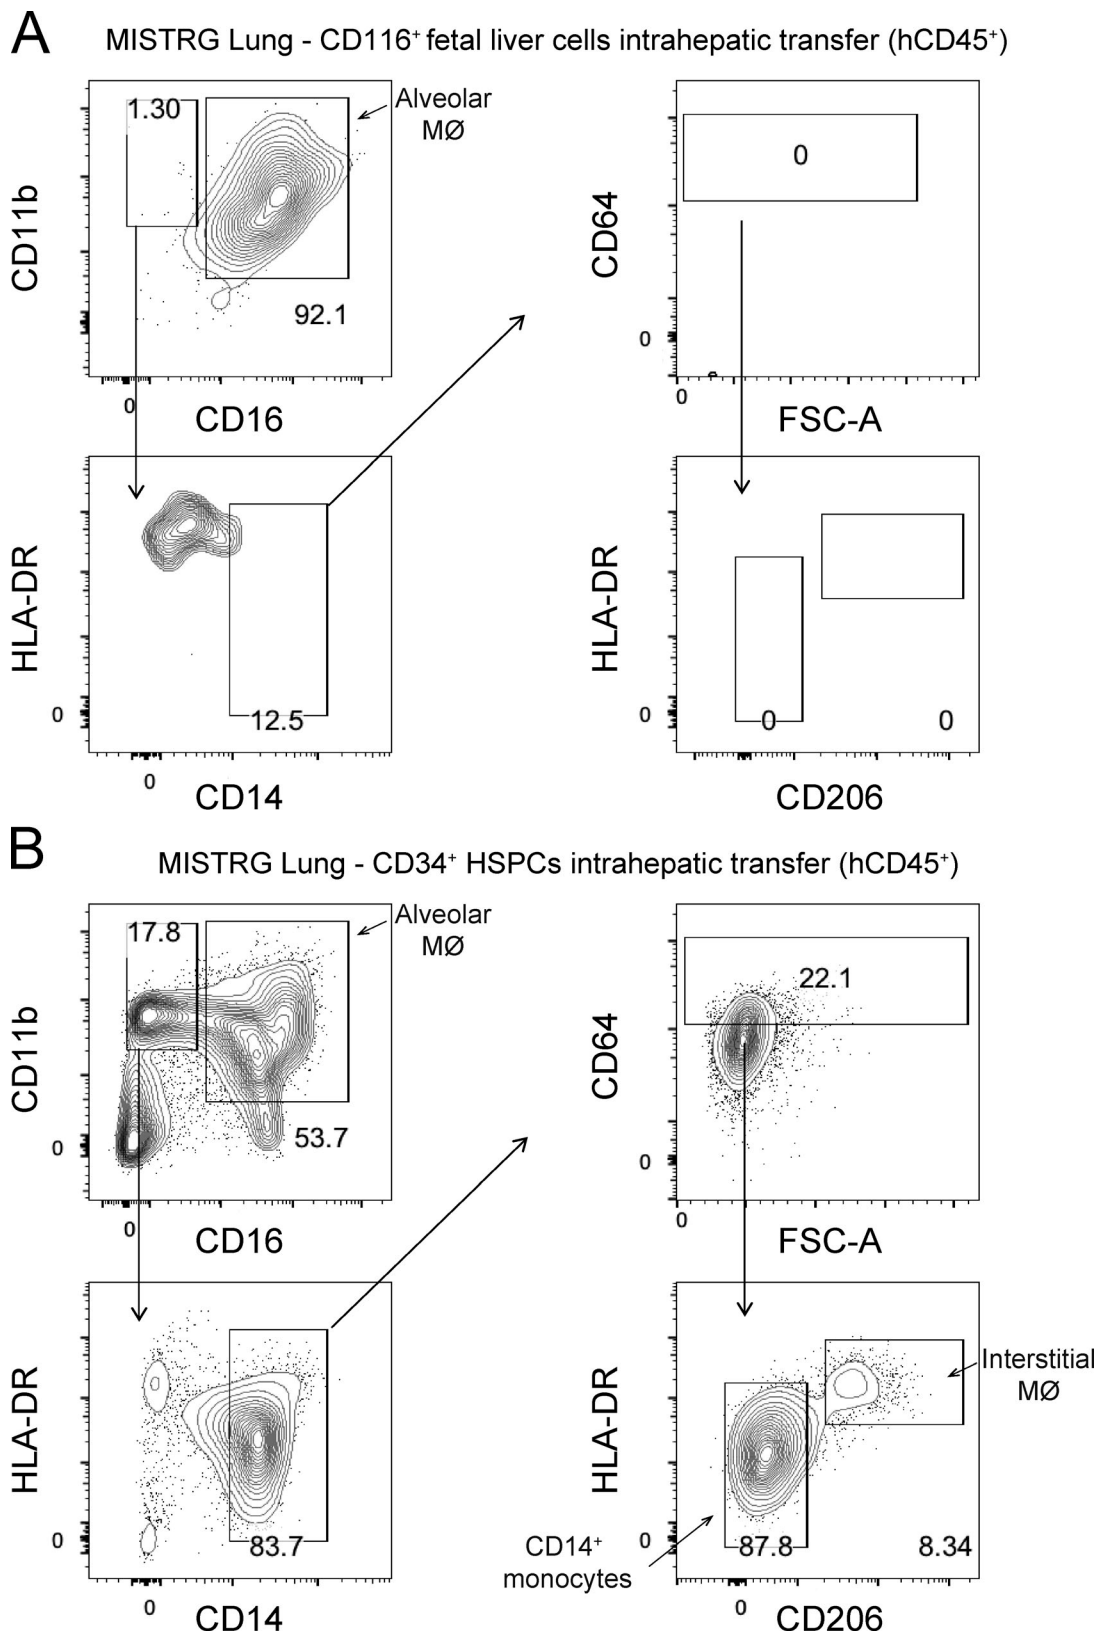 A
MISTRG Lung - CD116⁺ fetal liver cells intrahepatic transfer (hCD45⁺)
1.30
Alveolar
MØ
92.1
CD11b
0
CD16
0
CD64
0
0
FSC-A
HLA-DR
0
12.5
0
CD14
HLA-DR
0
0
0
CD206
B
MISTRG Lung - CD34⁺ HSPCs intrahepatic transfer (hCD45⁺)
17.8
Alveolar
MØ
53.7
CD11b
0
0
CD16
22.1
CD64
0
0
FSC-A
HLA-DR
0
83.7
0
CD14
Interstitial
MØ
HLA-DR
0
87.8
8.34
CD14⁺
monocytes
0
CD206